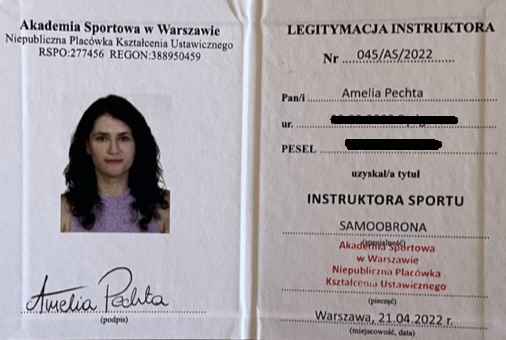 Akademia Sportowa w Warszawie
Niepubliczna Placówka Kształcenia Ustawicznego
RSPO:277456 REGON:388950459
Amelia Pechta
(podpis)
LEGITYMACJA INSTRUKTORA
Nr 045/AS/2022
Pan/i Amelia Pechta
ur.
PESEL
uzyskał/a tytuł
INSTRUKTORA SPORTU
SAMOOBRONA
(specjalność)
Akademia Sportowa
w Warszawie
Niepubliczna Placówka
Kształcenia Ustawicznego
(pieczęć)
Warszawa, 21.04.2022 r.
(miejscowość, data)